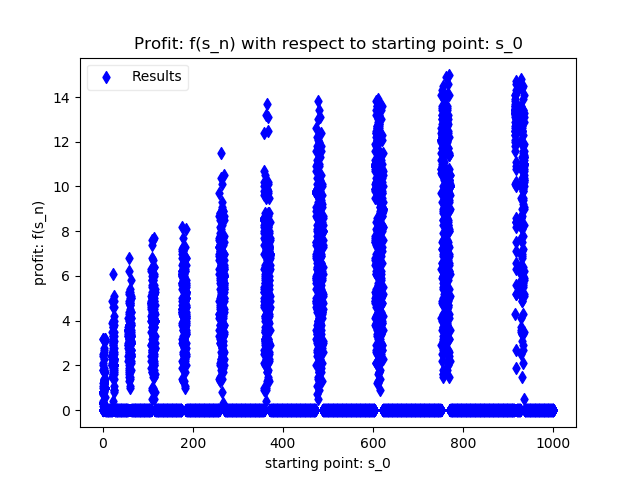 Profit: f(s_n) with respect to starting point: s_0
Results
profit: f(s_n)
14
12
10
8
6
4
2
0
0 200 400 600 800 1000
starting point: s_0